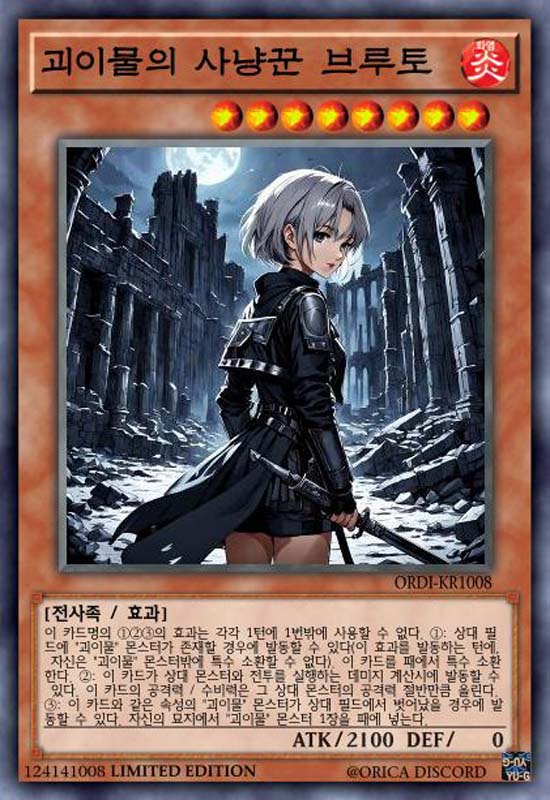 괴이물의 사냥꾼 브루토
화염
炎
ORDI-KR1008
[전사족 / 효과]
이 카드명의 ①②③의 효과는 각각 1턴에 1번밖에 사용할 수 없다. ①: 상대 필
드에 "괴이물" 몬스터가 존재할 경우에 발동할 수 있다(이 효과를 발동하는 턴에,
자신은 "괴이물" 몬스터밖에 특수 소환할 수 없다). 이 카드를 패에서 특수 소환
한다. ②: 이 카드가 상대 몬스터와 전투를 실행하는 데미지 계산시에 발동할 수
있다. 이 카드의 공격력 / 수비력은 그 상대 몬스터의 공격력 절반만큼 올린다.
③: 이 카드와 같은 속성의 "괴이물" 몬스터가 상대 필드에서 벗어났을 경우에 발
동할 수 있다. 자신의 묘지에서 "괴이물" 몬스터 1장을 패에 넣는다.
ATK/2100 DEF/ 0
124141008 LIMITED EDITION @ORICA DISCORD